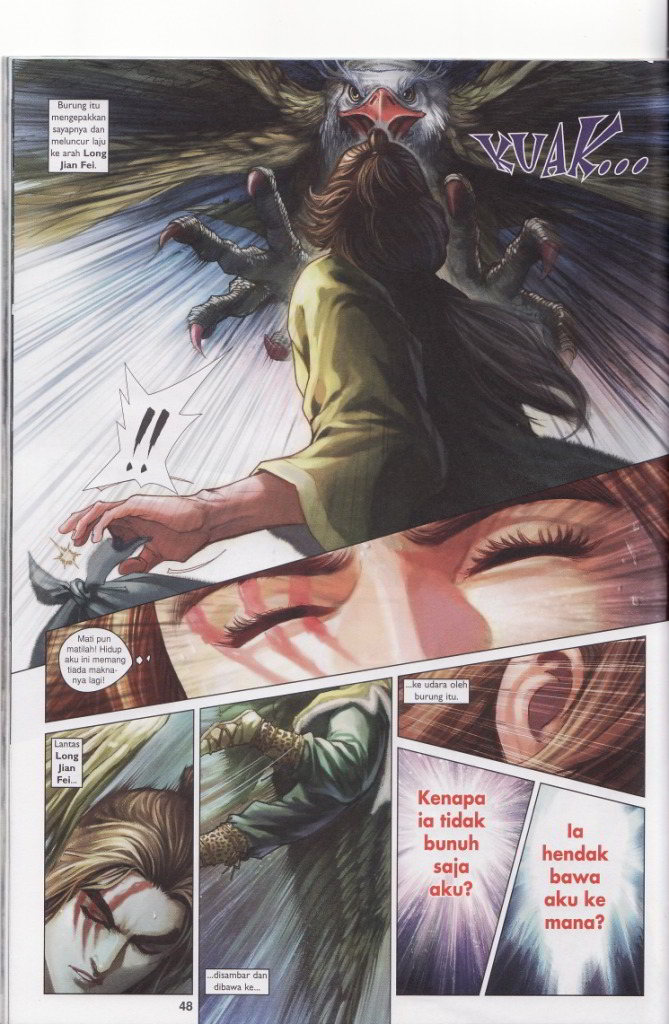 Burung itu
mengepakkan
sayapnya dan
meluncur laju
ke arah Long
Jian Fei.
KUAK...
!!
Mati pun
matilah! Hidup
aku ini memang
tiada makna-
nya lagi!
Lantas
Long
Jian
Fei...
...disambar dan
dibawa ke...
...ke udara oleh
burung itu.
Kenapa
ia tidak
bunuh
saja
aku?
Ia
hendak
bawa
aku ke
mana?
48